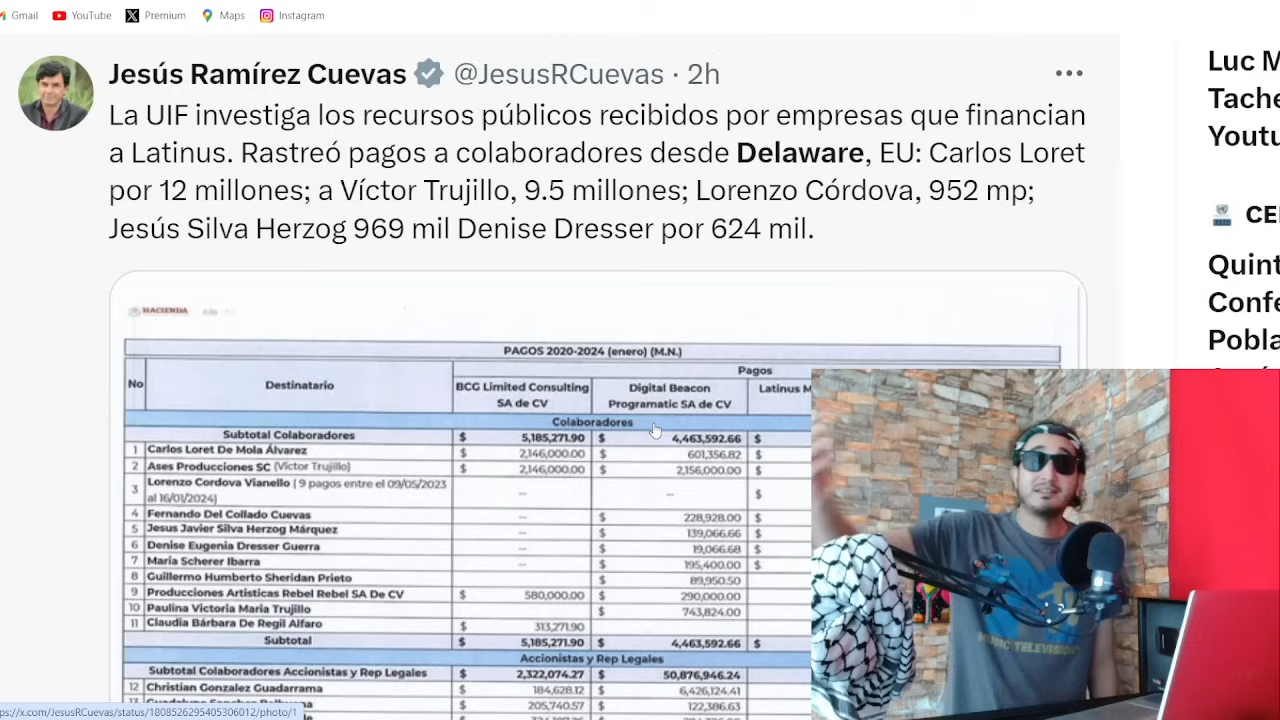 Gmail YouTube Premium Maps Instagram
Jesús Ramírez Cuevas @JesusRCuevas · 2h
La UIF investiga los recursos públicos recibidos por empresas que financian
a Latinus. Rastreó pagos a colaboradores desde Delaware, EU: Carlos Loret
por 12 millones; a Víctor Trujillo, 9.5 millones; Lorenzo Córdova, 952 mp;
Jesús Silva Herzog 969 mil Denise Dresser por 624 mil.
HACIENDA
PAGOS 2020-2024 (enero) (M.N.)
No Destinatario Pagos
BCG Limited Consulting SA de CV
Digital Beacon Programatic SA de CV
Latinus M
Colaboradores
Subtotal Colaboradores $ 5,185,271.90 $ 4,463,592.66 $
1 Carlos Loret De Mola Álvarez $ 2,146,000.00 $ 601,356.82 $
2 Ases Producciones SC (Victor Trujillo) $ 2,146,000.00 $ 2,156,000.00 $
3 Lorenzo Cordova Vianello ( 9 pagos entre el 09/05/2023
al 16/01/2024) -- -- $
4 Fernando Del Collado Cuevas -- $ 228,928.00 $
5 Jesus Javier Silva Herzog Márquez -- $ 139,066.66 $
6 Denise Eugenia Dresser Guerra -- $ 19,066.68 $
7 Maria Scherer Ibarra -- $ 195,400.00 $
8 Guillermo Humberto Sheridan Prieto $ 89,950.50
9 Producciones Artisticas Rebel Rebel SA De CV $ 580,000.00 $ 290,000.00 $
10 Paulina Victoria Maria Trujillo $ 743,824.00
11 Claudia Bárbara De Regil Alfaro $ 313,271.90
Subtotal $ 5,185,271.90 $ 4,463,592.66 $
Accionistas y Rep Legales
Subtotal Colaboradores Accionistas y Rep Legales $ 2,322,074.27 $ 50,876,946.24
12 Christian Gonzalez Guadarrama $ 184,628.12 $ 6,426,124.41
$ 205,740.57 $ 122,386.63
ps://x.com/JesusRCuevas/status/1808526295405306012/photo/1
Luc M
Tache
Youtu
CE
Quint
Confe
Pobla
MUSIC TELEVISION